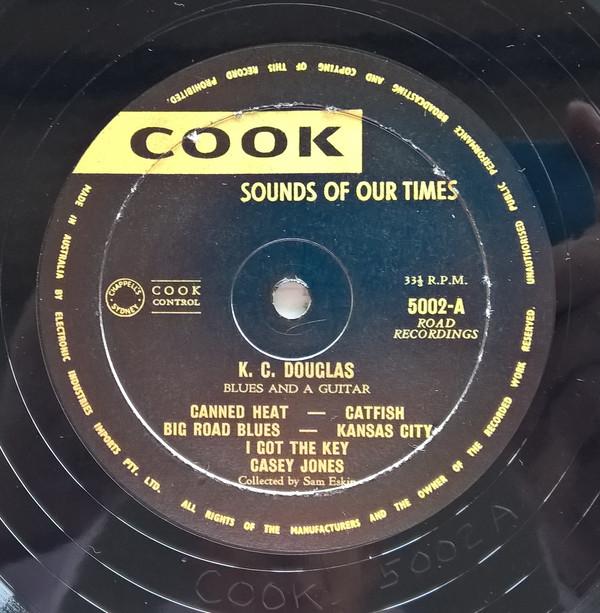 COOK
SOUNDS OF OUR TIMES
CHAPPELL'S
SYDNEY
COOK
CONTROL
33⅓ R.P.M.
5002-A
ROAD
RECORDINGS
K. C. DOUGLAS
BLUES AND A GUITAR
CANNED HEAT — CATFISH
BIG ROAD BLUES — KANSAS CITY
I GOT THE KEY
CASEY JONES
Collected by Sam Eskin
MADE IN AUSTRALIA BY ELECTRONIC INDUSTRIES IMPORTS PTY. LTD. ALL RIGHTS OF THE MANUFACTURERS AND THE OWNER OF THE RECORDED WORK RESERVED. UNAUTHORISED PUBLIC PERFORMANCE BROADCASTING AND COPYING OF THIS RECORD PROHIBITED.
COOK 5002A